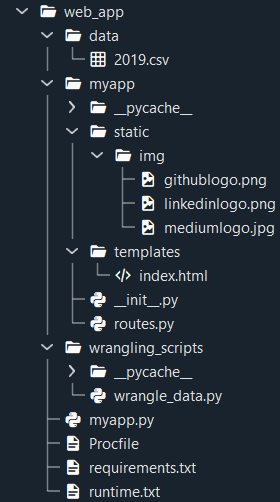 web_app
data
2019.csv
myapp
__pycache__
static
img
githublogo.png
linkedinlogo.png
mediumlogo.jpg
templates
index.html
__init__.py
routes.py
wrangling_scripts
__pycache__
wrangle_data.py
myapp.py
Procfile
requirements.txt
runtime.txt